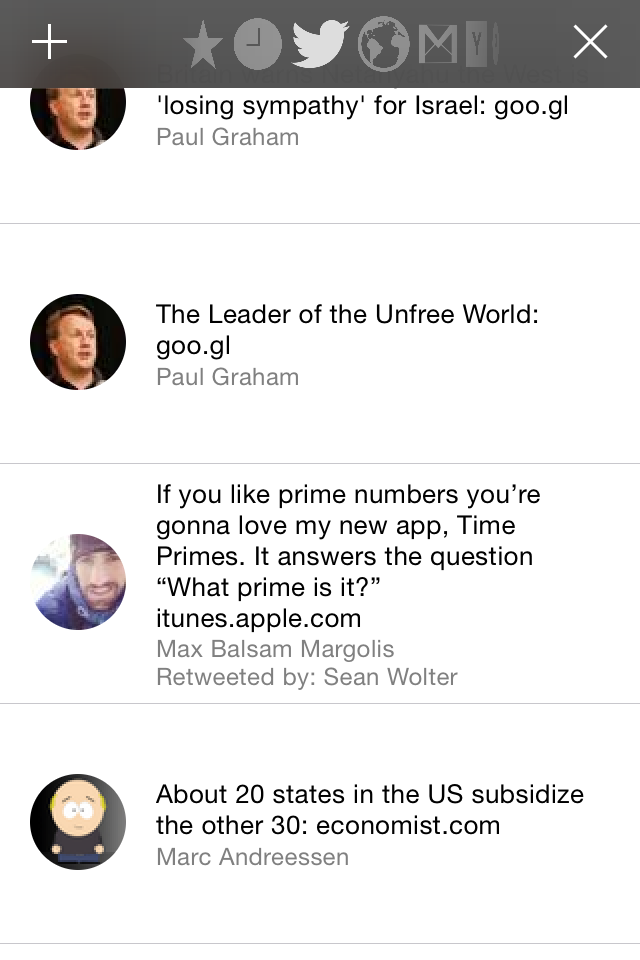 'losing sympathy' for Israel: goo.gl
Paul Graham
The Leader of the Unfree World:
goo.gl
Paul Graham
If you like prime numbers you’re
gonna love my new app, Time
Primes. It answers the question
“What prime is it?”
itunes.apple.com
Max Balsam Margolis
Retweeted by: Sean Wolter
About 20 states in the US subsidize
the other 30: economist.com
Marc Andreessen